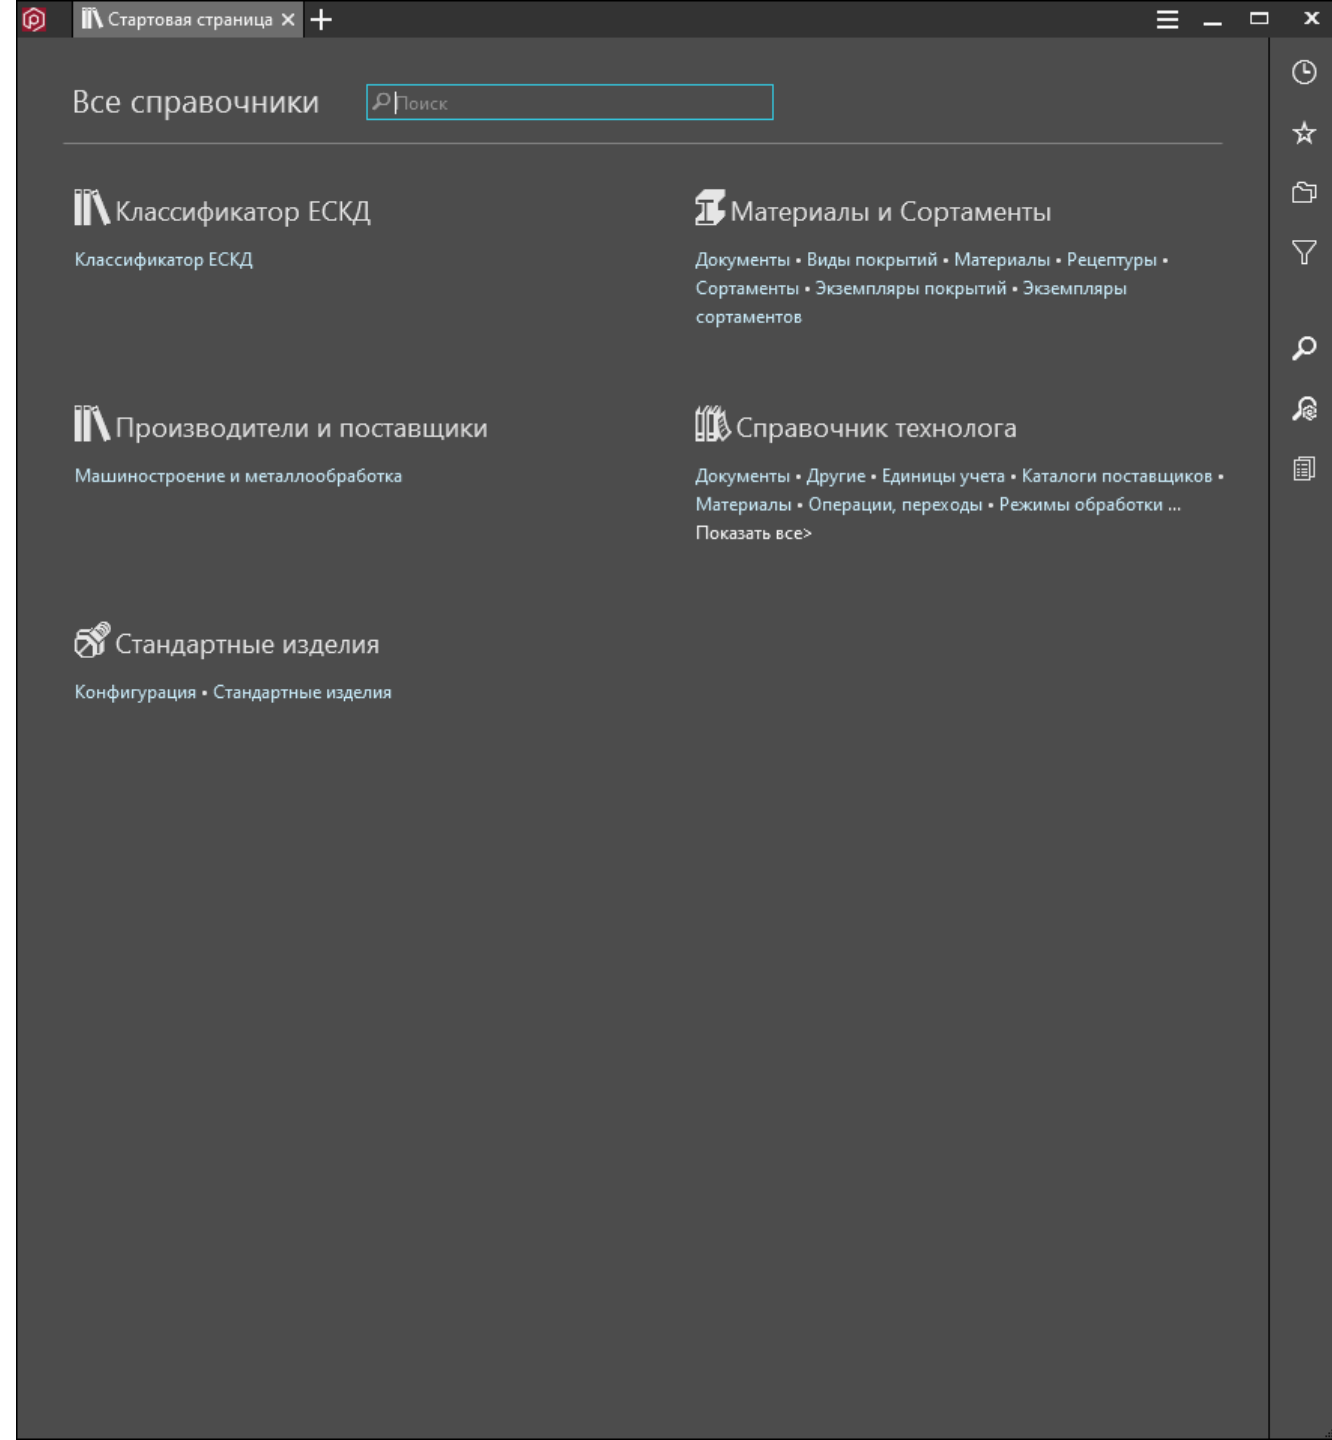 Стартовая страница
Все справочники
Поиск
Классификатор ЕСКД
Классификатор ЕСКД
Материалы и Сортаменты
Документы • Виды покрытий • Материалы • Рецептуры •
Сортаменты • Экземпляры покрытий • Экземпляры
сортаментов
Производители и поставщики
Машиностроение и металлообработка
Справочник технолога
Документы • Другие • Единицы учета • Каталоги поставщиков •
Материалы • Операции, переходы • Режимы обработки ...
Показать все>
Стандартные изделия
Конфигурация • Стандартные изделия